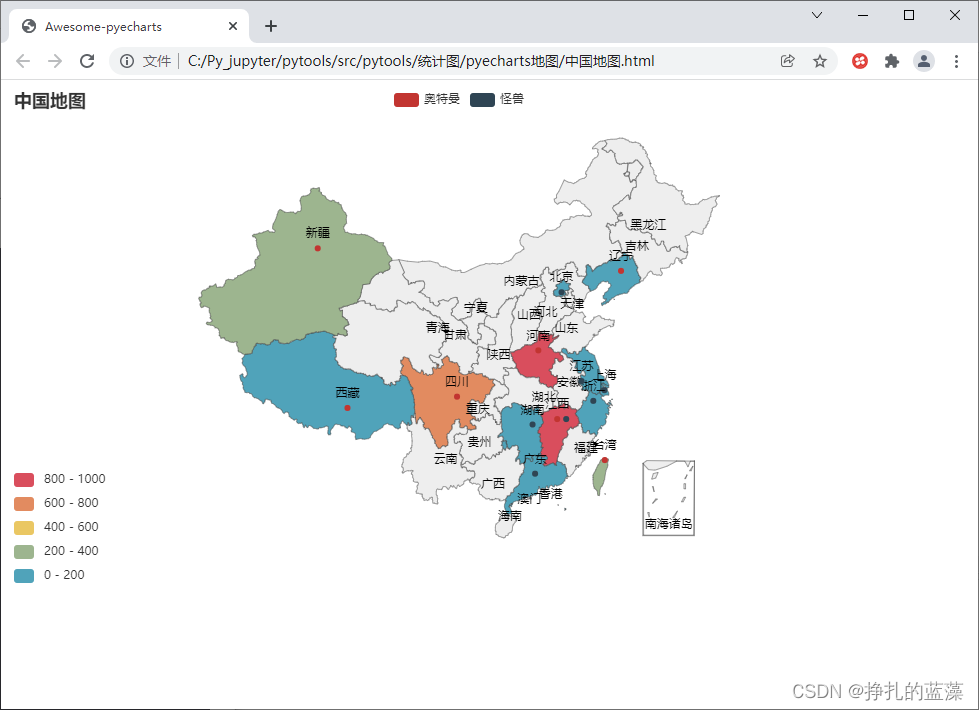 Awesome-pyecharts
文件 C:/Py_jupyter/pytools/src/pytools/统计图/pyecharts地图/中国地图.html
中国地图
奥特曼 怪兽
黑龙江
新疆
吉林
辽宁
内蒙古 北京
天津
宁夏
山西 河北
青海 甘肃
山东
河南
陕西
江苏
西藏 四川
安徽 浙江 上海
湖北
重庆 湖南 江西
贵州
福建 台湾
云南 广东
广西
澳门 香港
海南
南海诸岛
800 - 1000
600 - 800
400 - 600
200 - 400
0 - 200
CSDN @挣扎的蓝藻